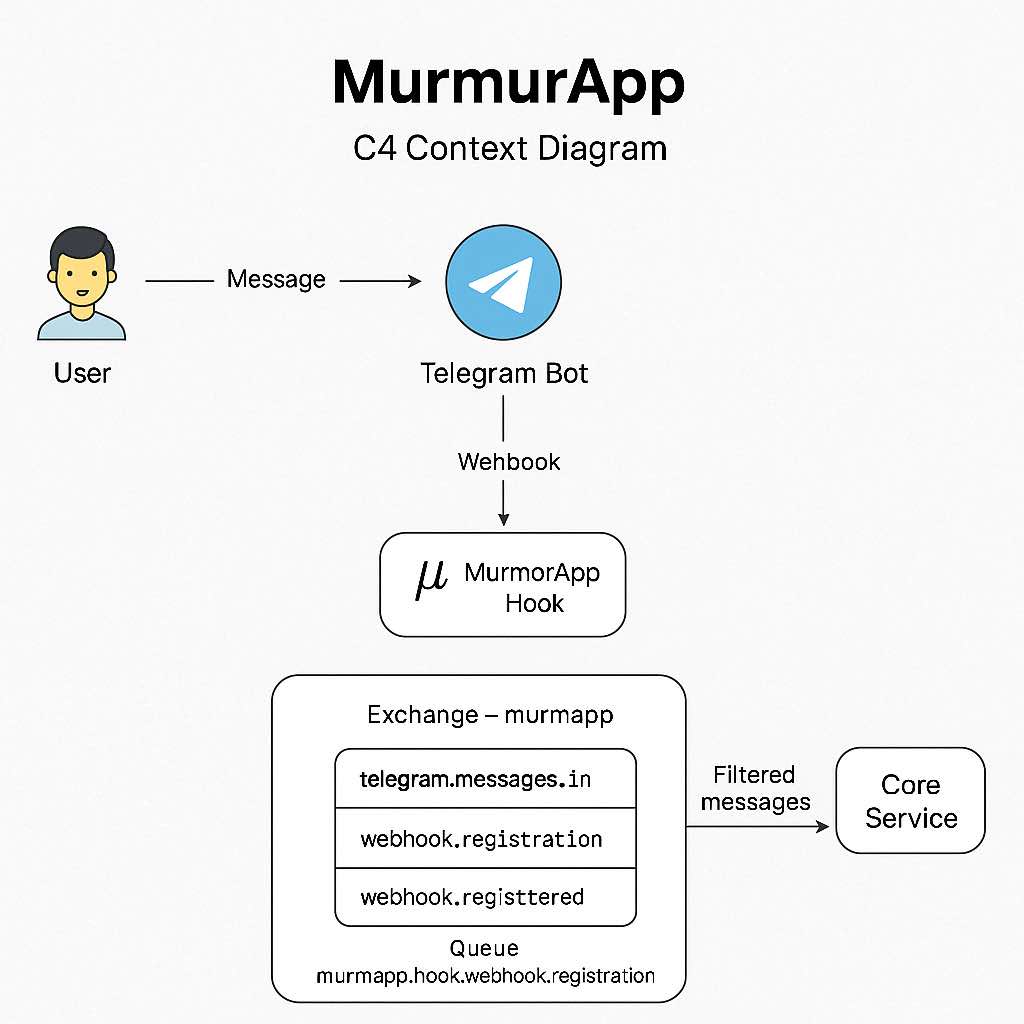 MurmurApp
C4 Context Diagram
Message
User
Telegram Bot
Wehbook
μ MurmorApp
Hook
Exchange – murmapp
telegram.messages.in
webhook.registration
webhook.registtered
Queue
murmapp.hook.webhook.registration
Filtered
messages
Core
Service